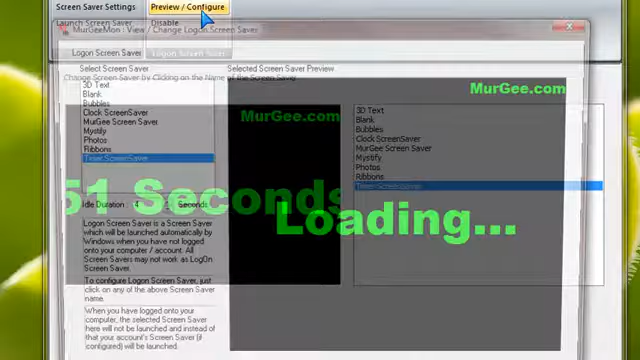 Screen Saver Settings
Preview / Configure
Launch Screen Saver
Disable
MurGeeMon : View / Change Logon Screen Saver
Logon Screen Saver
Logon Screen Saver
Select Screen Saver
Selected Screen Saver Preview
Change Screen Saver by Clicking on the Name of the Screen Saver
3D Text
Blank
Bubbles
Clock ScreenSaver
MurGee Screen Saver
Mystify
Photos
Ribbons
Timer ScreenSaver
MurGee.com
MurGee.com
3D Text
Blank
Bubbles
Clock ScreenSaver
MurGee Screen Saver
Mystify
Photos
Ribbons
Timer ScreenSaver
51 Seconds
Loading...
Idle Duration : 4 Seconds
Logon Screen Saver is a Screen Saver
which will be launched automatically by
Windows when you have not logged
onto your computer / account. All
Screen Savers may not work as LogOn
Screen Saver
To configure Logon Screen Saver, just
click on any of the above Screen Saver
name.
When you have logged onto your
computer, the selected Screen Saver
here will not be launched and instead of
that your account's Screen Saver (if
configured) will be launched.